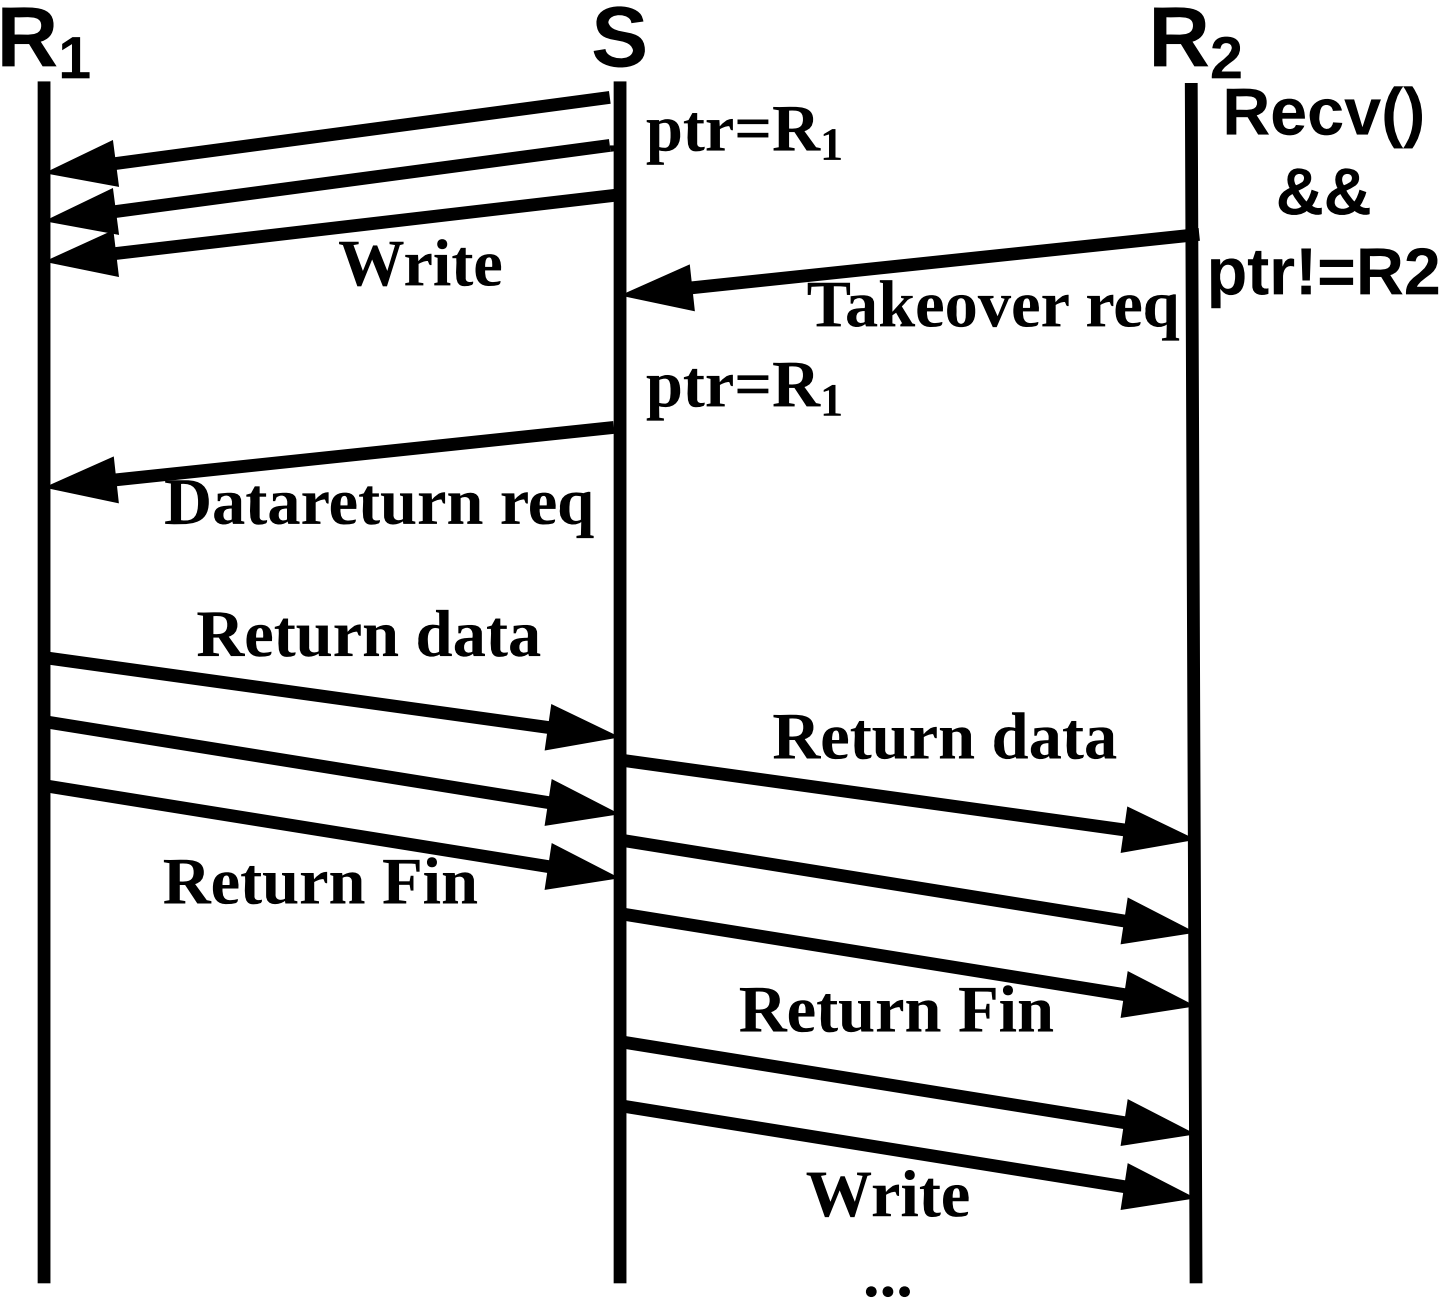 R₁
S
R₂
Recv()
&&
ptr!=R2
ptr=R₁
Write
Takeover req
ptr=R₁
Datareturn req
Return data
Return data
Return Fin
Return Fin
Write
...